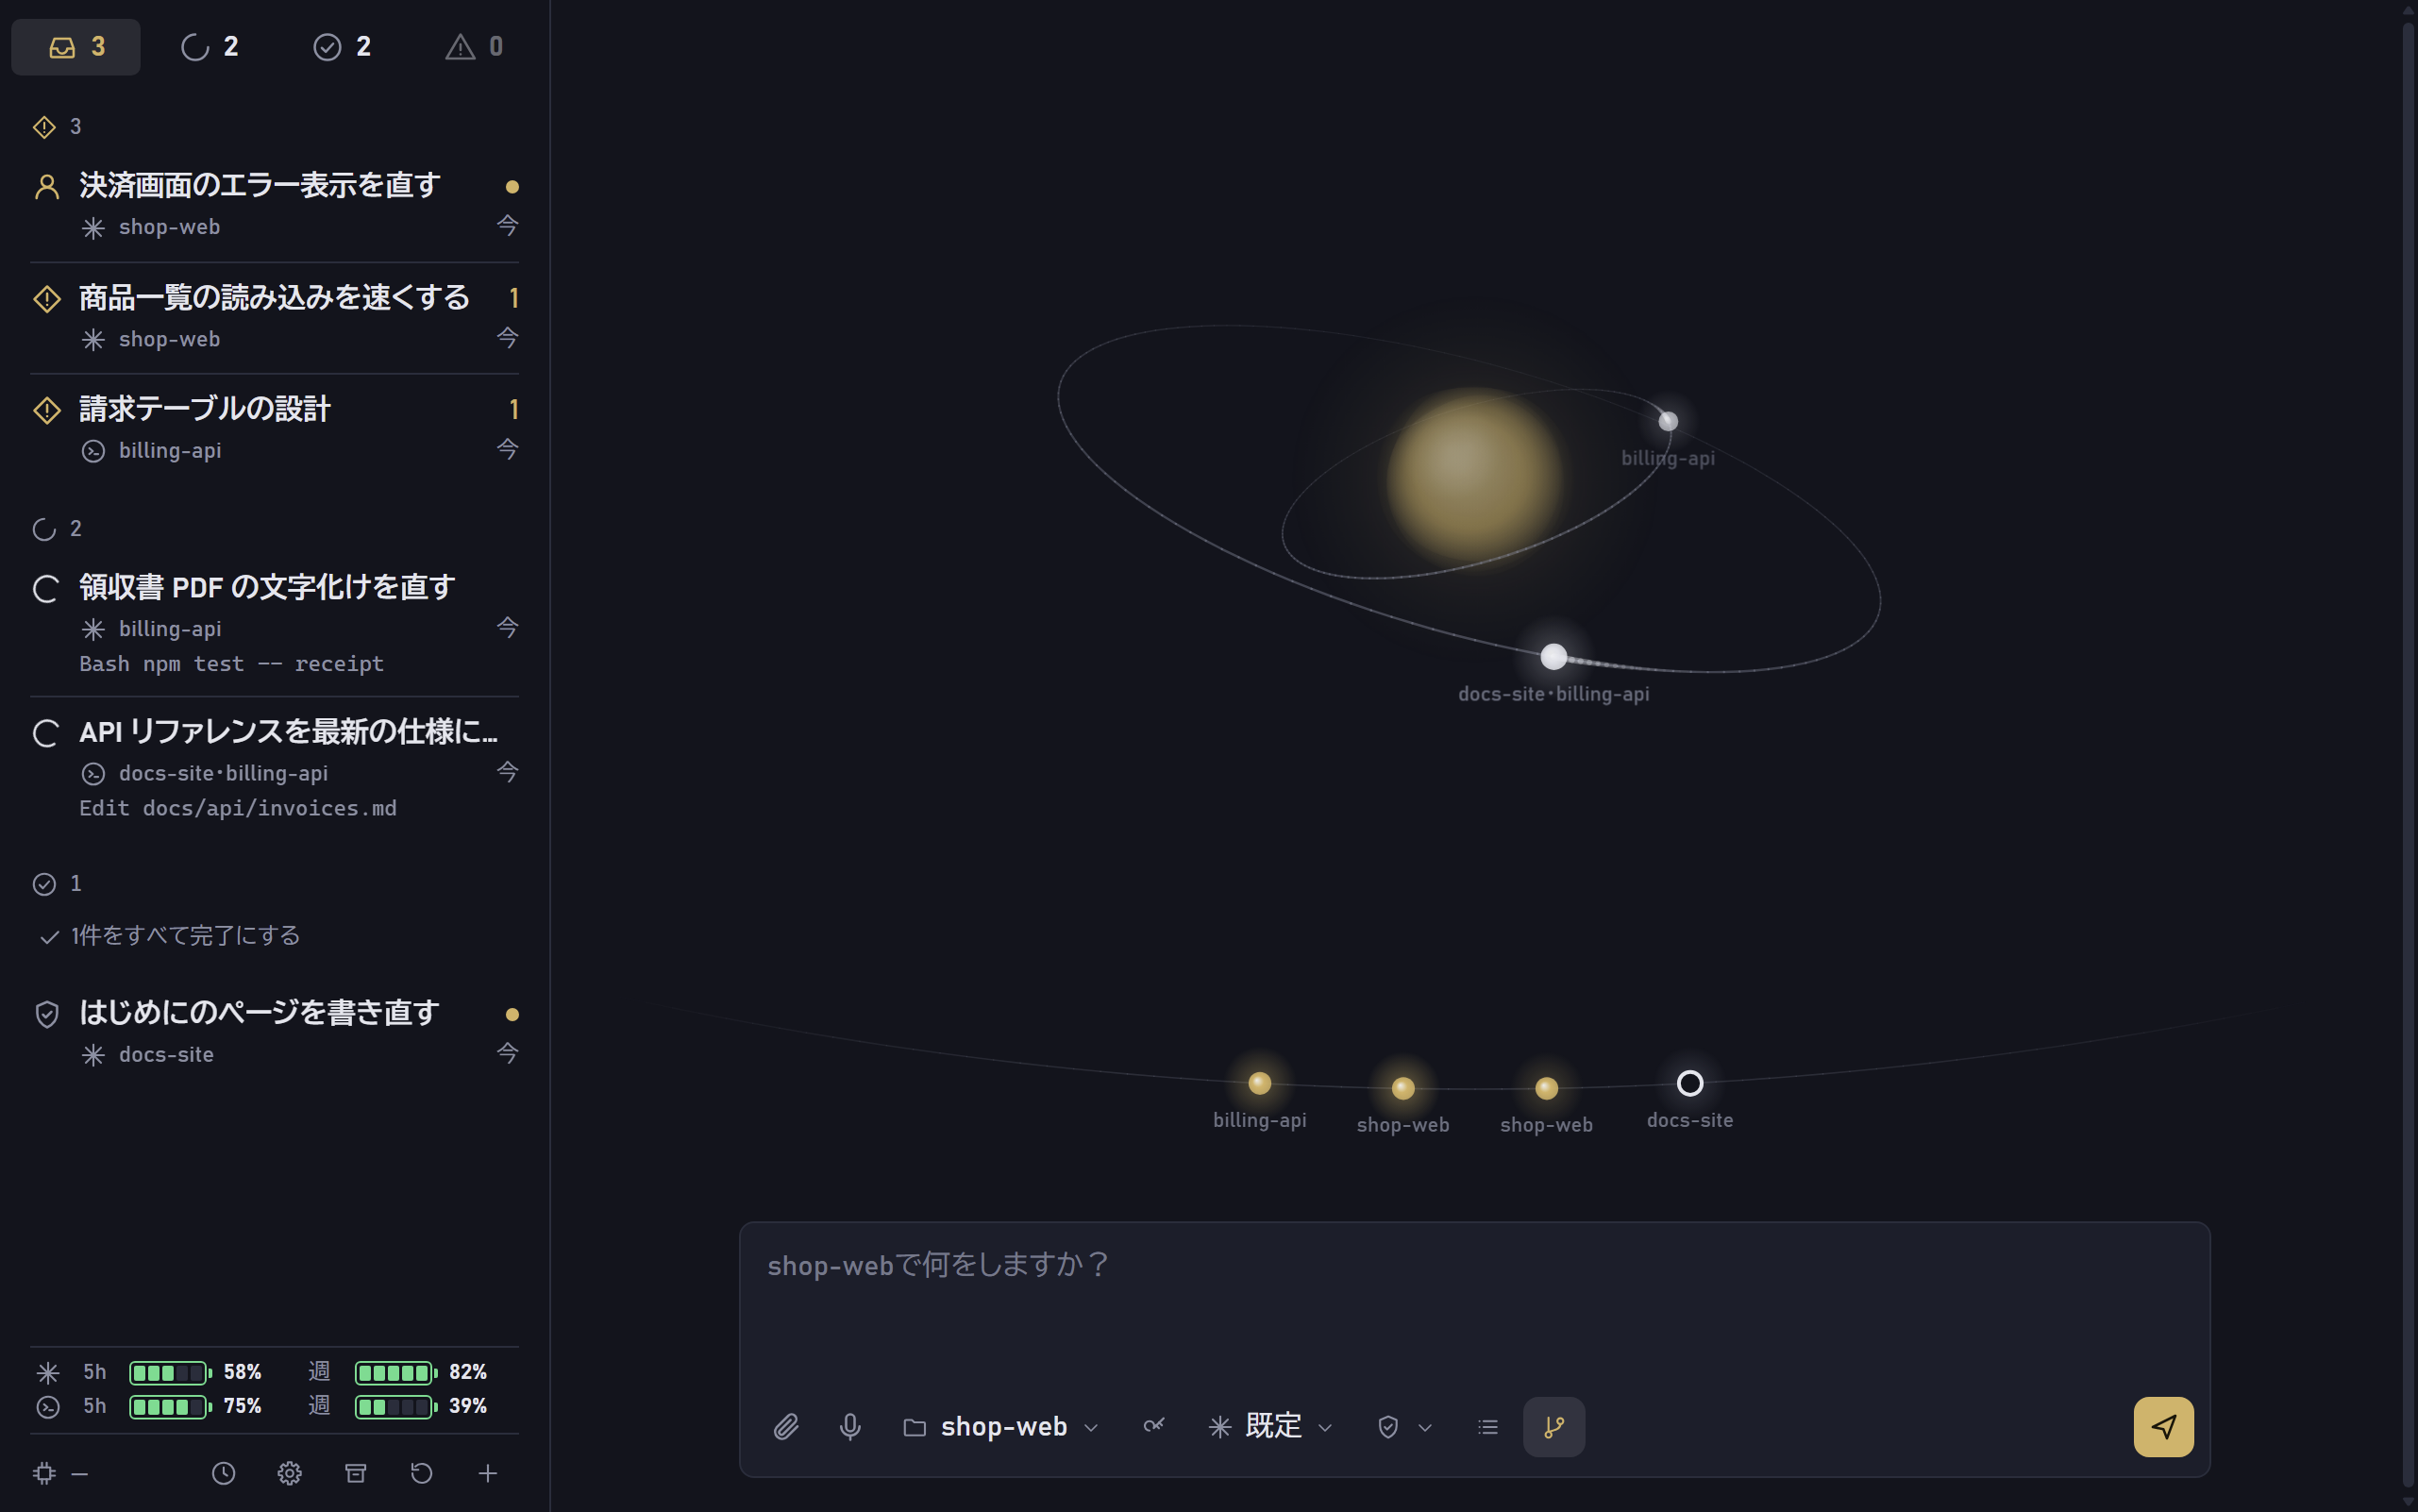 3 2 2 0
3
決済画面のエラー表示を直す
shop-web 今
商品一覧の読み込みを速くする 1
shop-web 今
請求テーブルの設計 1
billing-api 今
2
領収書 PDF の文字化けを直す
billing-api 今
Bash npm test -- receipt
API リファレンスを最新の仕様に…
docs-site·billing-api 今
Edit docs/api/invoices.md
1
1件をすべて完了にする
はじめにのページを書き直す
docs-site 今
5h 58% 週 82%
5h 75% 週 39%
billing-api
docs-site·billing-api
billing-api shop-web shop-web docs-site
shop-webで何をしますか？
shop-web 既定